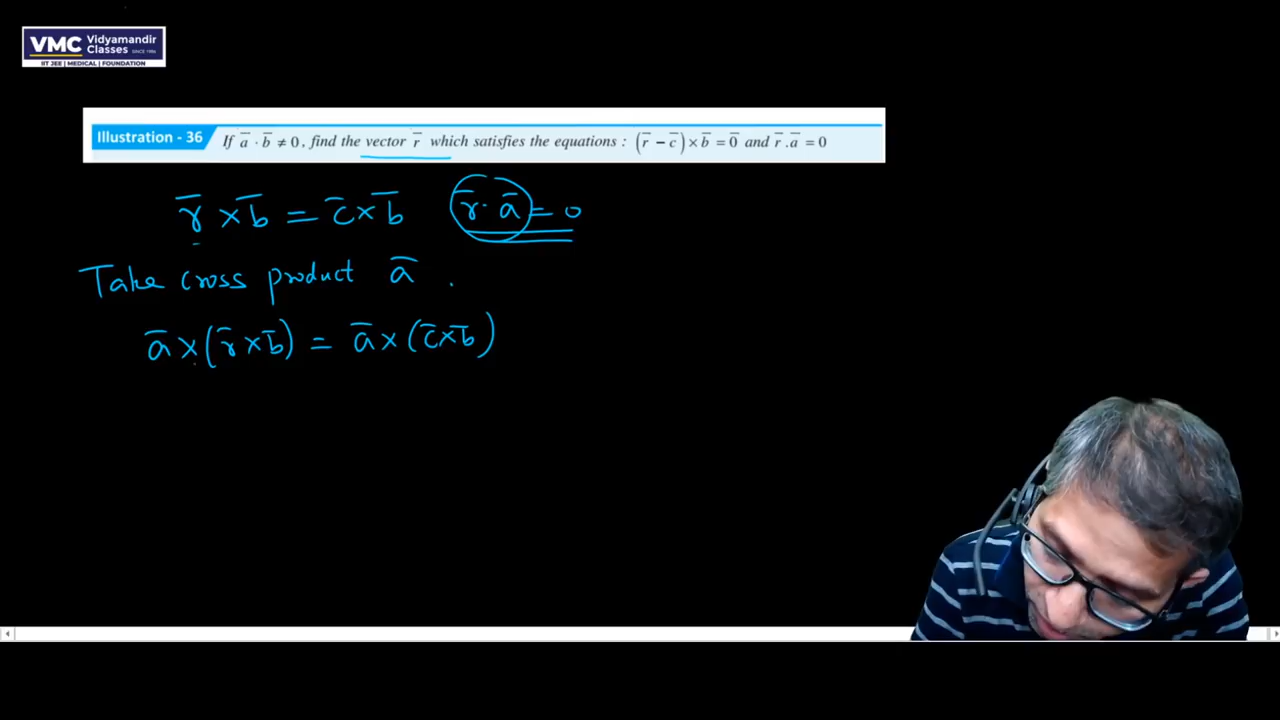 VMC Vidyamandir Classes SINCE 1986
IIT JEE | MEDICAL | FOUNDATION
Illustration - 36 If a̅ · b̅ ≠ 0, find the vector r̅ which satisfies the equations : (r̅ − c̅) × b̅ = 0̅ and r̅ . a̅ = 0
r̅ × b̅ = c̅ × b̅ r̅ · a̅ = 0
Take cross product a̅ .
a̅ × (r̅ × b̅) = a̅ × (c̅ × b̅)